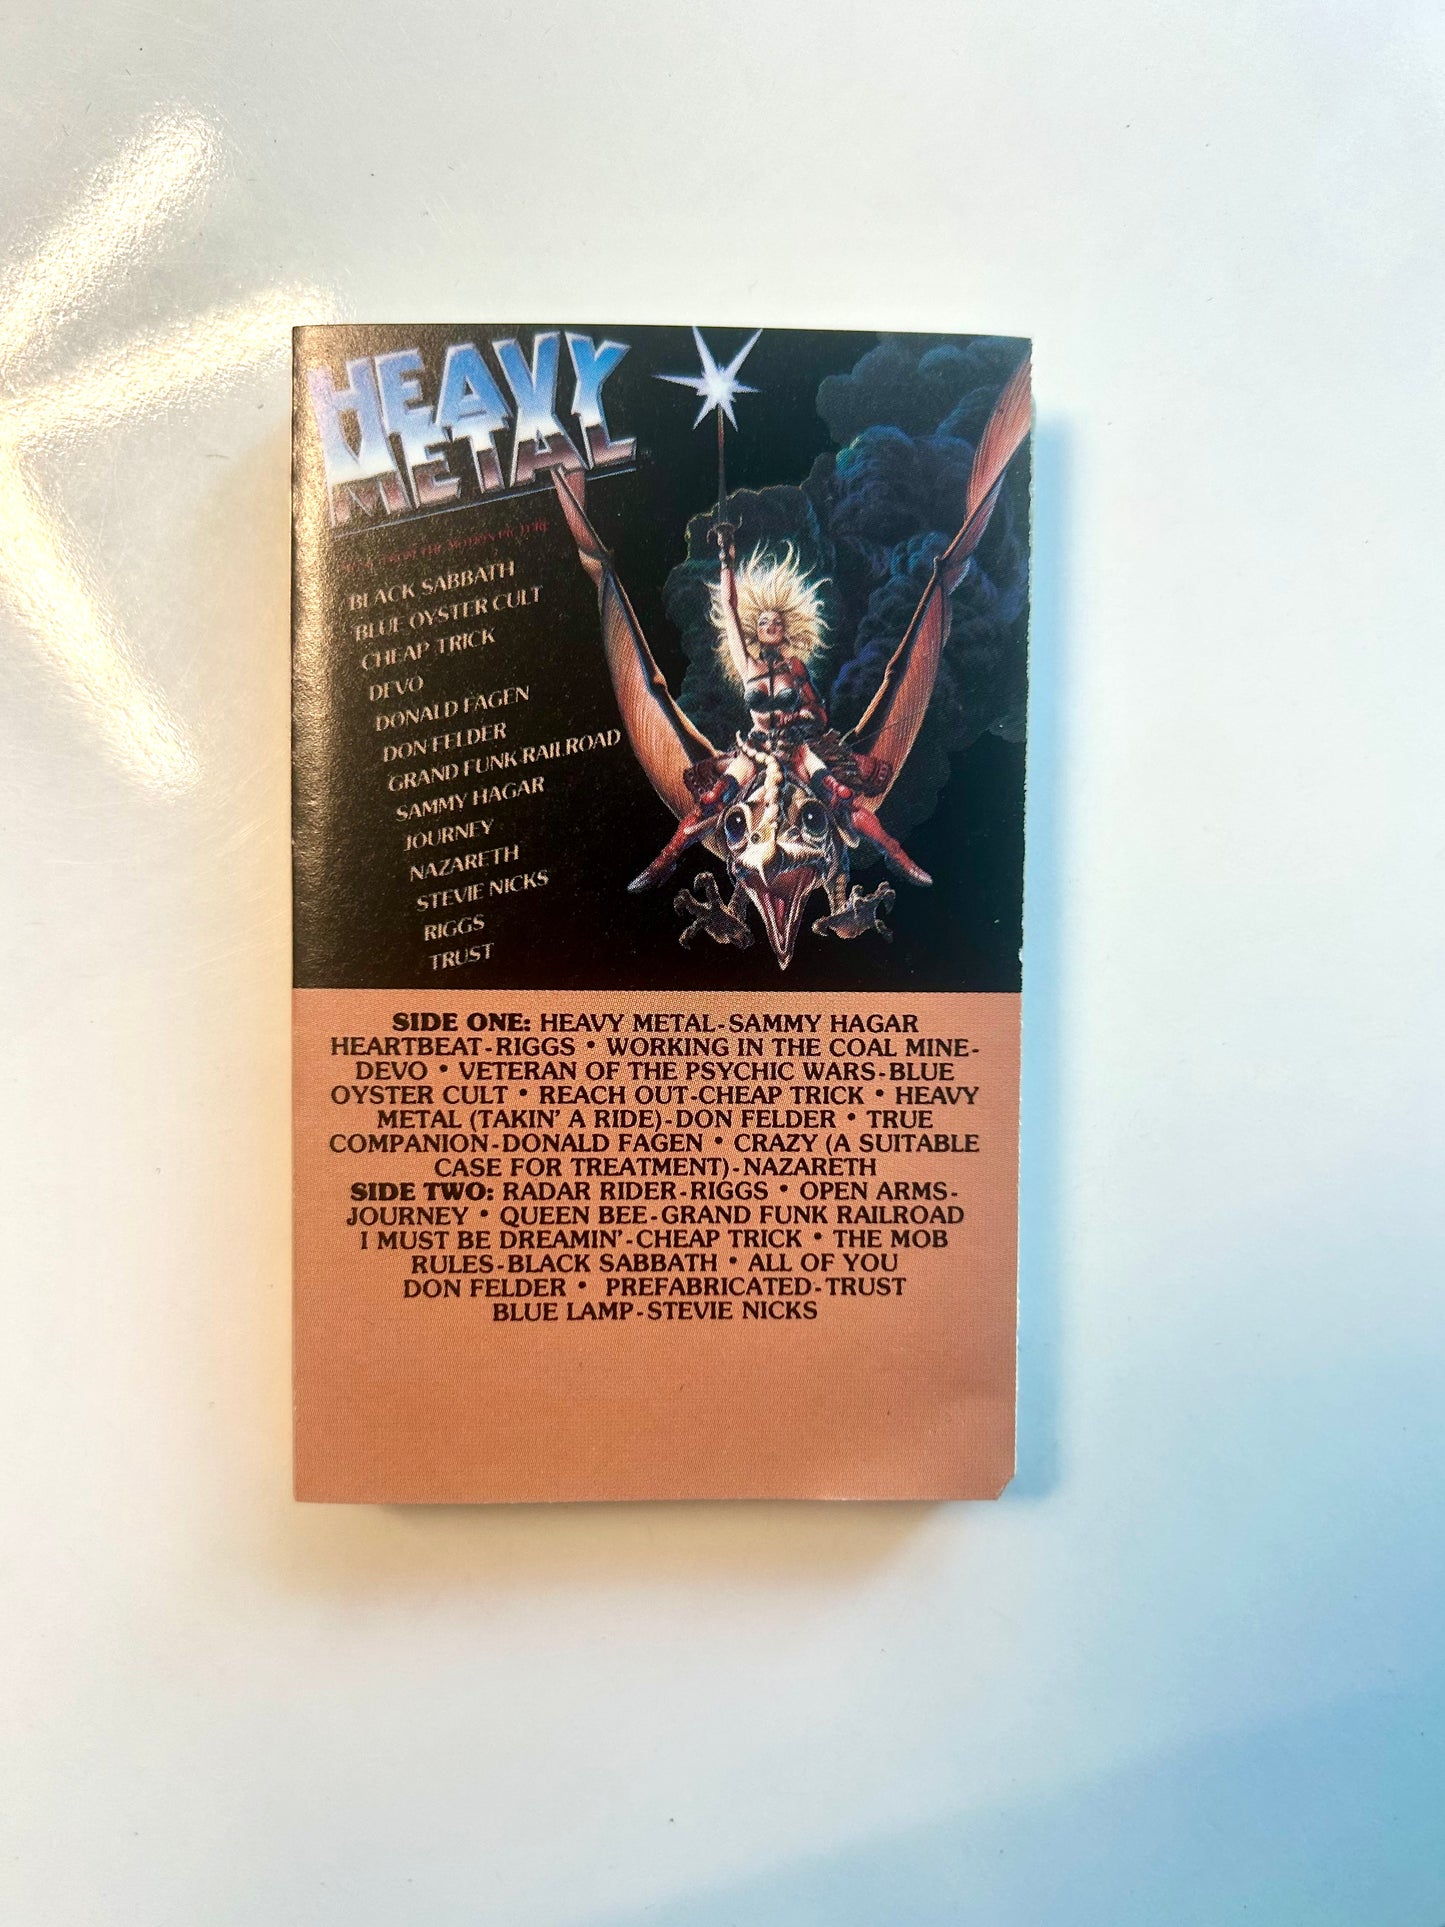 HEAVY
METAL
MUSIC FROM THE MOTION PICTURE
BLACK SABBATH
BLUE OYSTER CULT
CHEAP TRICK
DEVO
DONALD FAGEN
DON FELDER
GRAND FUNK RAILROAD
SAMMY HAGAR
JOURNEY
NAZARETH
STEVIE NICKS
RIGGS
TRUST
SIDE ONE: HEAVY METAL-SAMMY HAGAR
HEARTBEAT-RIGGS • WORKING IN THE COAL MINE-
DEVO • VETERAN OF THE PSYCHIC WARS-BLUE
OYSTER CULT • REACH OUT-CHEAP TRICK • HEAVY
METAL (TAKIN' A RIDE)-DON FELDER • TRUE
COMPANION-DONALD FAGEN • CRAZY (A SUITABLE
CASE FOR TREATMENT)-NAZARETH
SIDE TWO: RADAR RIDER-RIGGS • OPEN ARMS-
JOURNEY • QUEEN BEE-GRAND FUNK RAILROAD
I MUST BE DREAMIN'-CHEAP TRICK • THE MOB
RULES-BLACK SABBATH • ALL OF YOU
DON FELDER • PREFABRICATED-TRUST
BLUE LAMP-STEVIE NICKS